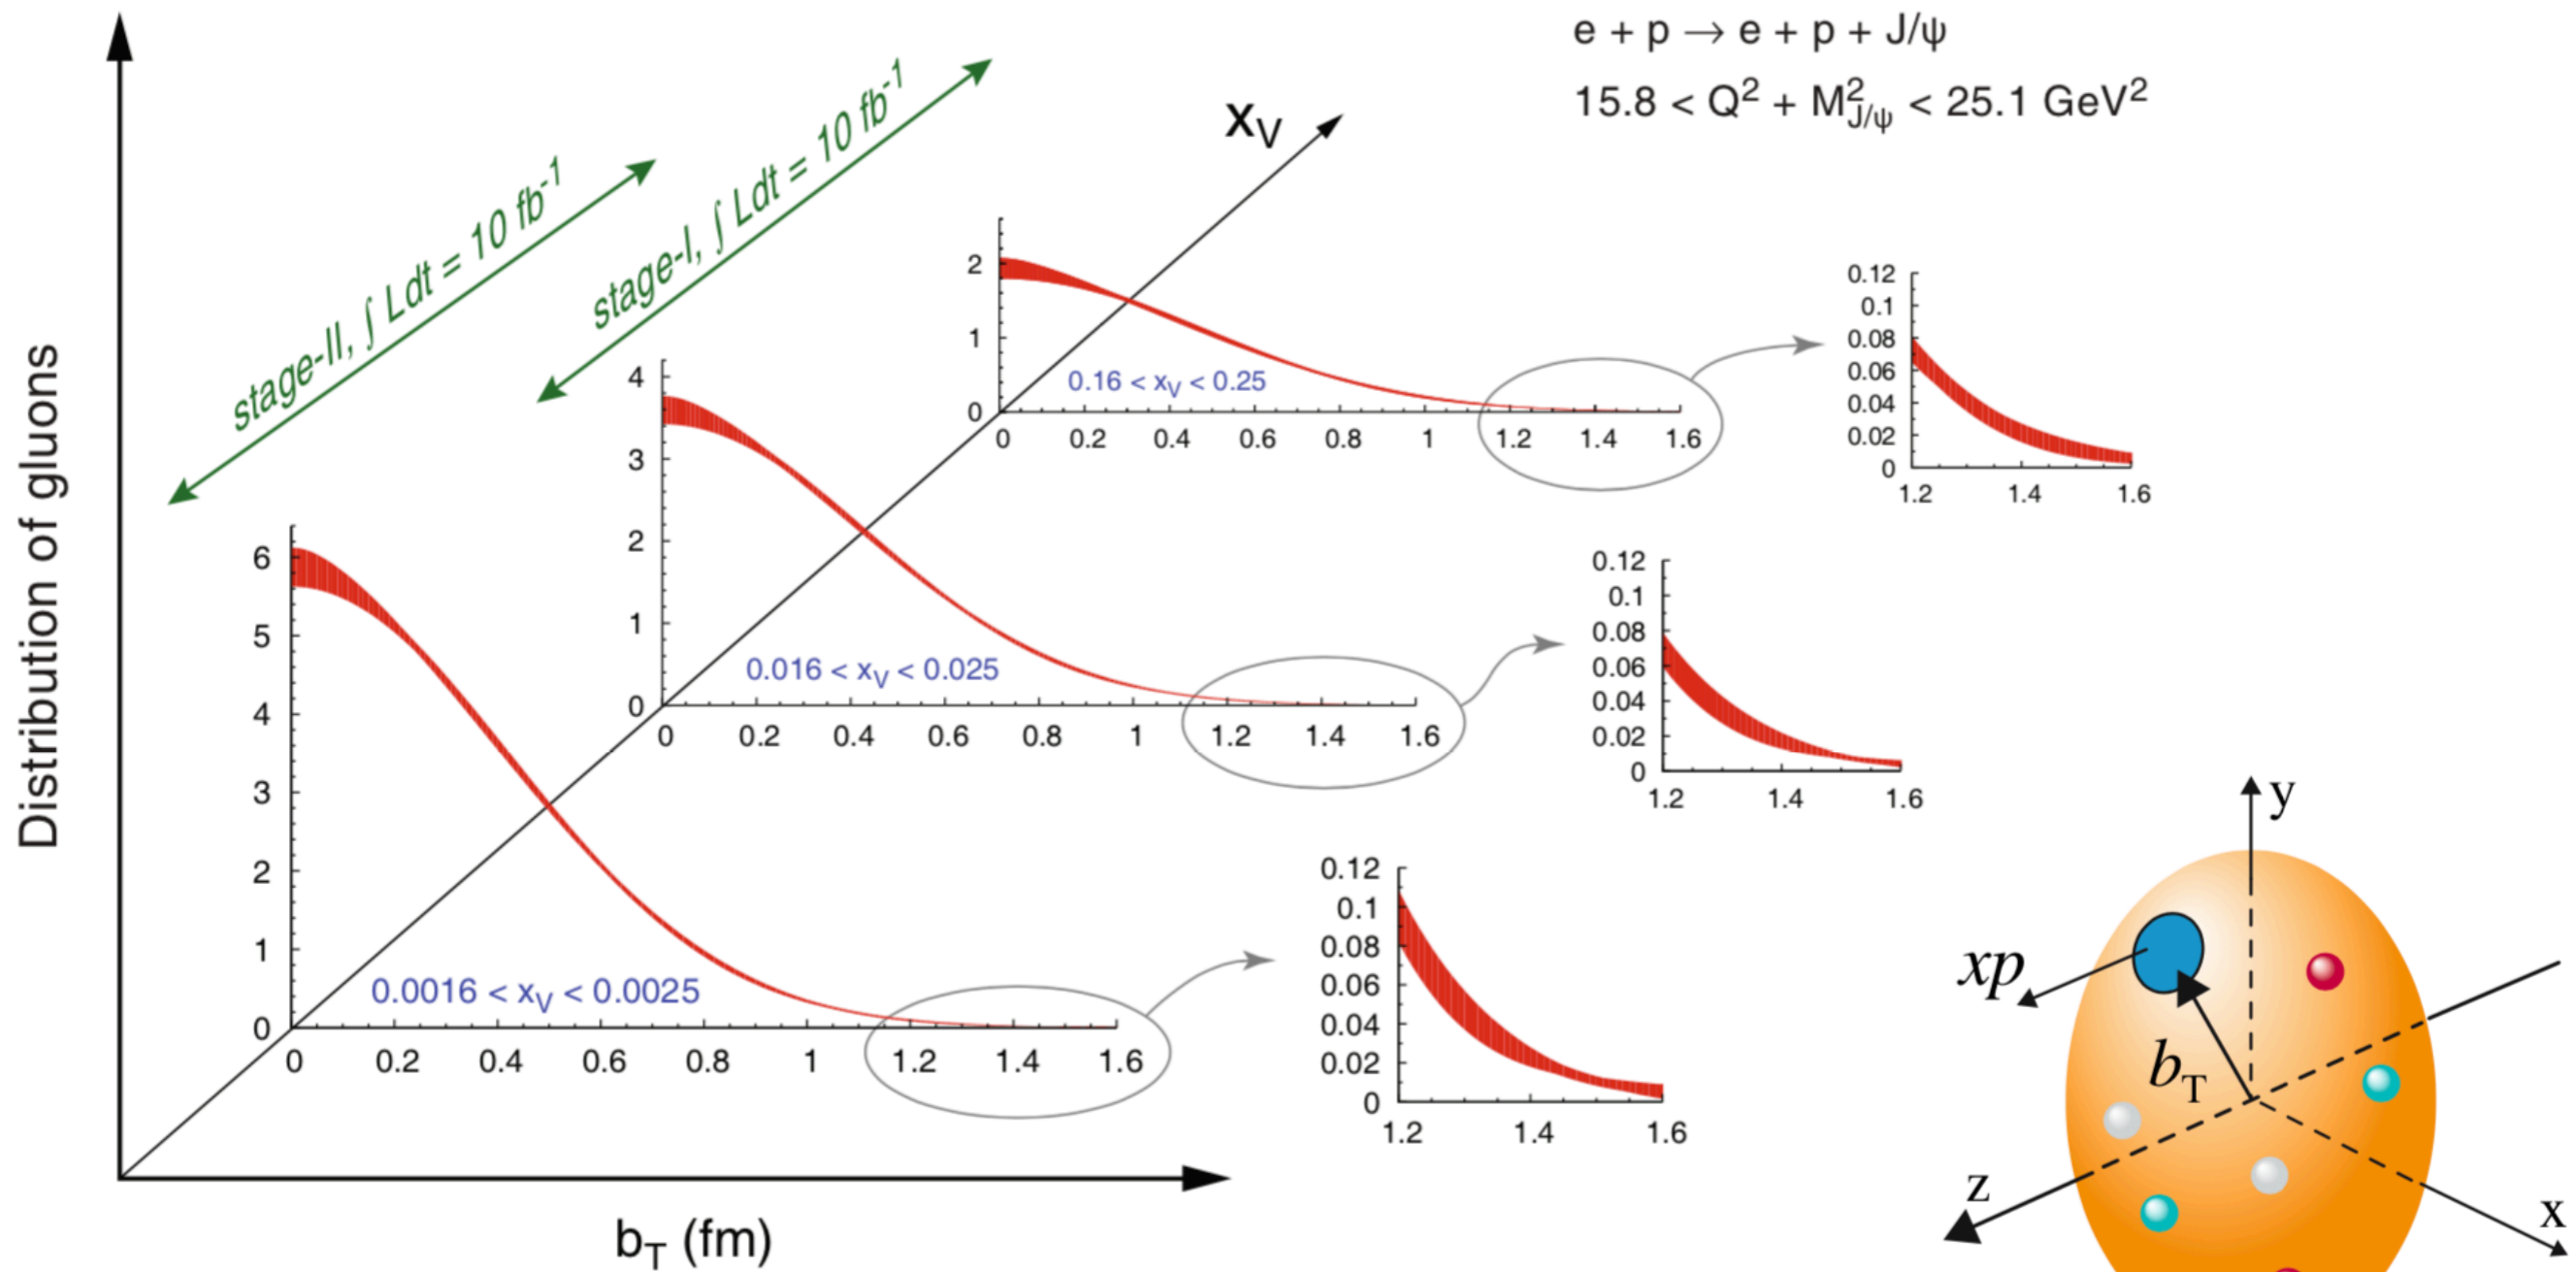 e + p → e + p + J/ψ
15.8 < Q² + M²_J/ψ < 25.1 GeV²
stage-II, ∫ Ldt = 10 fb⁻¹
stage-I, ∫ Ldt = 10 fb⁻¹
x_V
Distribution of gluons
2
1
0
0.16 < x_V < 0.25
0 0.2 0.4 0.6 0.8 1 1.2 1.4 1.6
0.12
0.1
0.08
0.06
0.04
0.02
0
1.2 1.4 1.6
4
3
2
1
0
0.016 < x_V < 0.025
0 0.2 0.4 0.6 0.8 1 1.2 1.4 1.6
0.12
0.1
0.08
0.06
0.04
0.02
0
1.2 1.4 1.6
6
5
4
3
2
1
0
0.0016 < x_V < 0.0025
0 0.2 0.4 0.6 0.8 1 1.2 1.4 1.6
0.12
0.1
0.08
0.06
0.04
0.02
0
1.2 1.4 1.6
b_T (fm)
y
xp
b_T
z
x